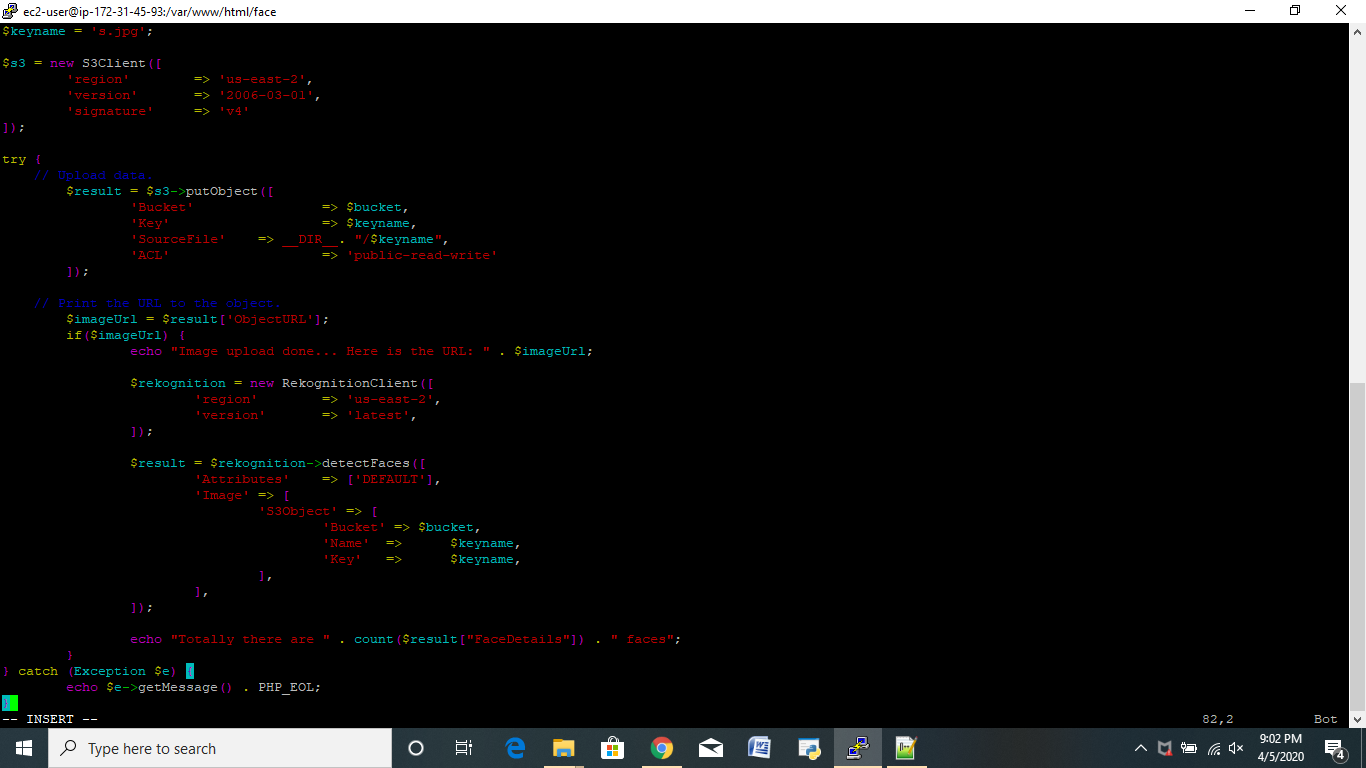 ec2-user@ip-172-31-45-93:/var/www/html/face
$keyname = 's.jpg';
$s3 = new S3Client([
'region' => 'us-east-2',
'version' => '2006-03-01',
'signature' => 'v4'
]);
try {
// Upload data.
$result = $s3->putObject([
'Bucket' => $bucket,
'Key' => $keyname,
'SourceFile' => __DIR__. "/$keyname",
'ACL' => 'public-read-write'
]);
// Print the URL to the object.
$imageUrl = $result['ObjectURL'];
if($imageUrl) {
echo "Image upload done... Here is the URL: " . $imageUrl;
$rekognition = new RekognitionClient([
'region' => 'us-east-2',
'version' => 'latest',
]);
$result = $rekognition->detectFaces([
'Attributes' => ['DEFAULT'],
'Image' => [
'S3Object' => [
'Bucket' => $bucket,
'Name' => $keyname,
'Key' => $keyname,
],
],
]);
echo "Totally there are " . count($result["FaceDetails"]) . " faces";
}
} catch (Exception $e) {
echo $e->getMessage() . PHP_EOL;
}
-- INSERT -- 82,2 Bot
Type here to search
9:02 PM
4/5/2020
4